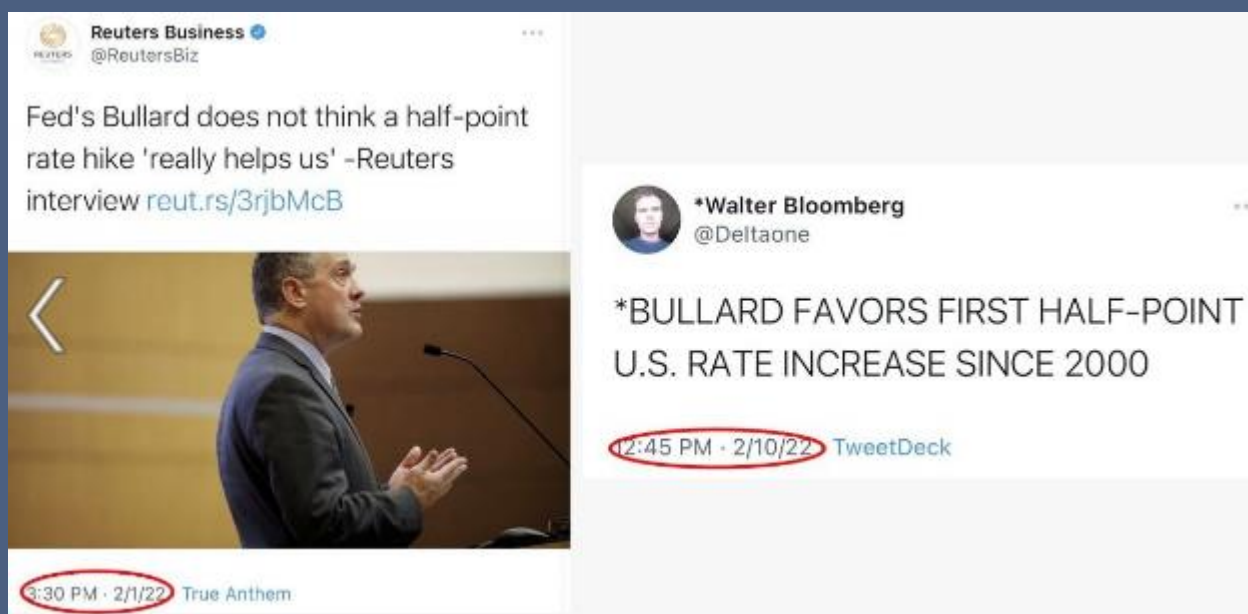 Reuters Business
@ReutersBiz
Fed's Bullard does not think a half-point
rate hike 'really helps us' -Reuters
interview reut.rs/3rjbMcB
3:30 PM · 2/1/22 True Anthem
*Walter Bloomberg
@Deltaone
*BULLARD FAVORS FIRST HALF-POINT
U.S. RATE INCREASE SINCE 2000
12:45 PM · 2/10/22 TweetDeck